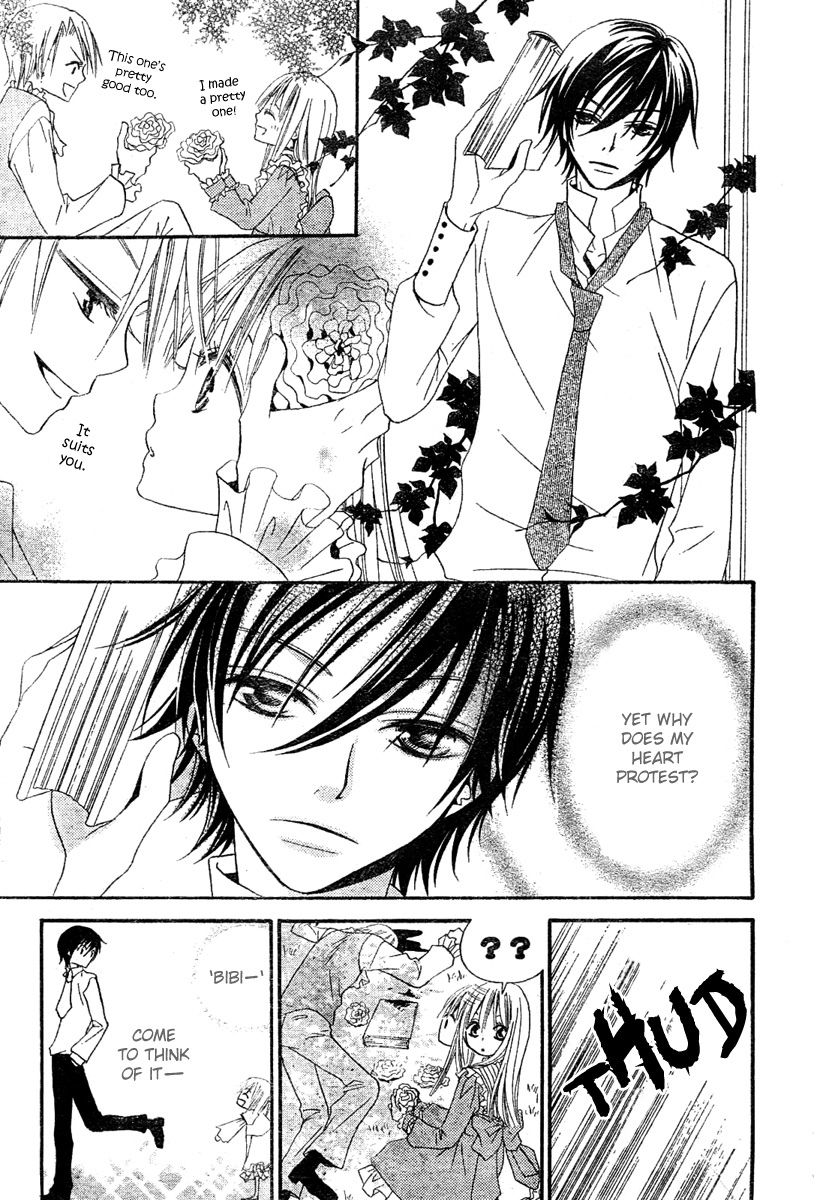 I made
a pretty
one!
This one's
pretty
good too.
It
suits
you.
YET WHY
DOES MY
HEART
PROTEST?
THUD
??
'BIBI—'
COME
TO THINK
OF IT—